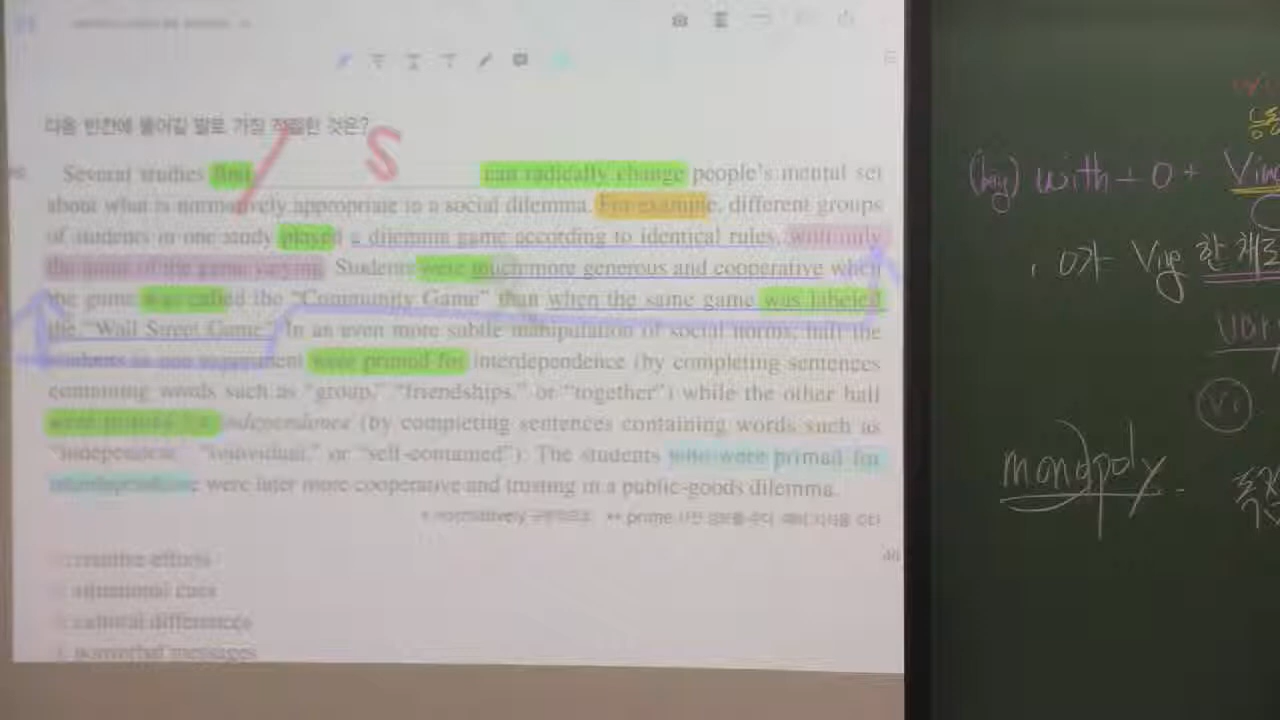 다음 빈칸에 들어갈 말로 가장 적절한 것은?
S
Several studies find can radically change people's mental set
about what is normatively appropriate in a social dilemma. For example, different groups
of students in one study played a dilemma game according to identical rules, with only
the name of the game varying. Students were much more generous and cooperative when
the game was called the "Community Game" than when the same game was labeled
the "Wall Street Game." In an even more subtle manipulation of social norms, half the
students in one experiment were primed for interdependence (by completing sentences
containing words such as "group," "friendships," or "together") while the other half
were primed for independence (by completing sentences containing words such as
"independent," "individual," or "self-contained"). The students who were primed for
interdependence were later more cooperative and trusting in a public-goods dilemma.
* normatively ** prime
40
efforts
situational cues
cultural differences
nonverbal messages
with + O + Ving
O가 Ving 한 채로
monopoly